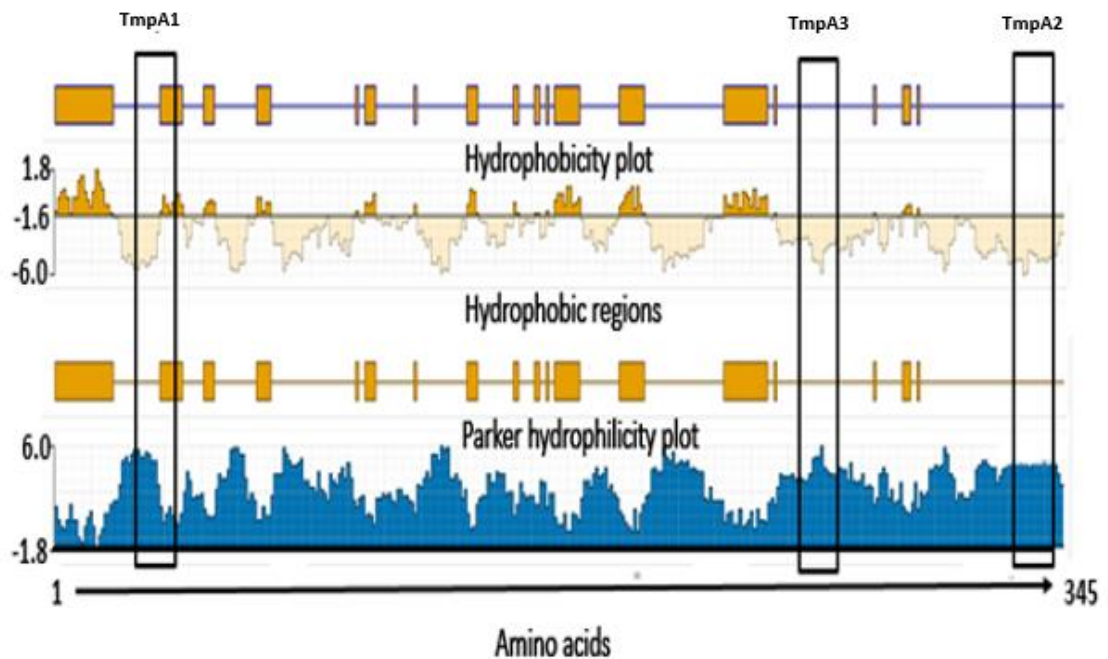 TmpA1
TmpA3
TmpA2
Hydrophobicity plot
1.8
-1.6
-6.0
Hydrophobic regions
Parker hydrophilicity plot
6.0
-1.8
1
345
Amino acids